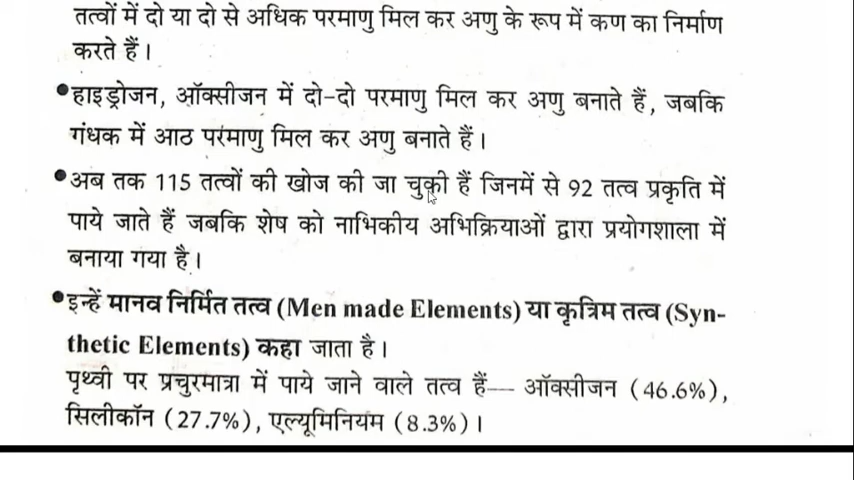 तत्वों में दो या दो से अधिक परमाणु मिल कर अणु के रूप में कण का निर्माण
करते हैं।
•हाइड्रोजन, ऑक्सीजन में दो-दो परमाणु मिल कर अणु बनाते हैं, जबकि
गंधक में आठ परमाणु मिल कर अणु बनाते हैं।
•अब तक 115 तत्वों की खोज की जा चुकी हैं जिनमें से 92 तत्व प्रकृति में
पाये जाते हैं जबकि शेष को नाभिकीय अभिक्रियाओं द्वारा प्रयोगशाला में
बनाया गया है।
•इन्हें मानव निर्मित तत्व (Men made Elements) या कृत्रिम तत्व (Syn-
thetic Elements) कहा जाता है।
पृथ्वी पर प्रचुरमात्रा में पाये जाने वाले तत्व हैं— ऑक्सीजन (46.6%),
सिलीकॉन (27.7%), एल्यूमिनियम (8.3%)।